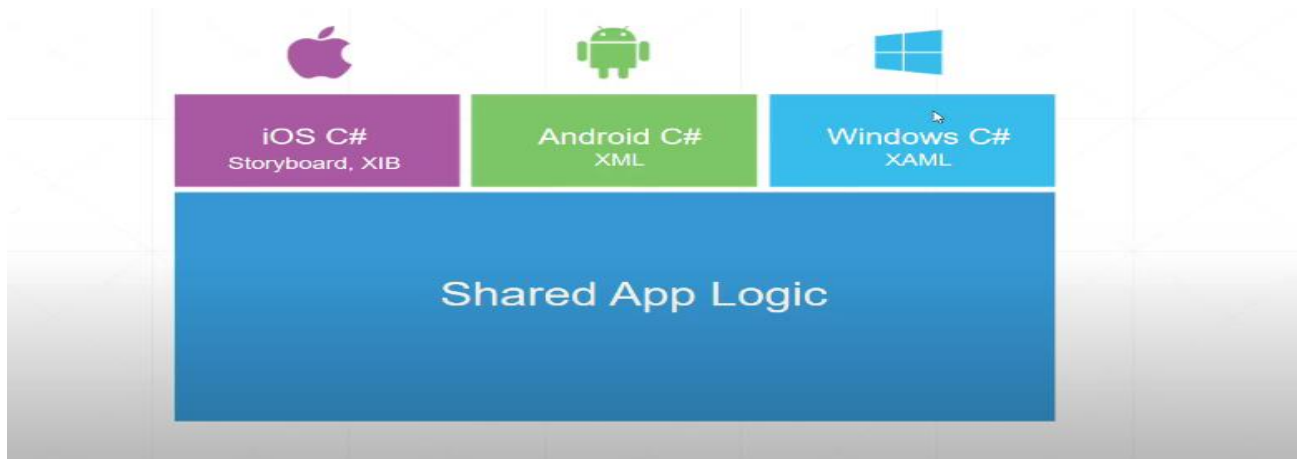 iOS C#
Storyboard, XIB
Android C#
XML
Windows C#
XAML
Shared App Logic